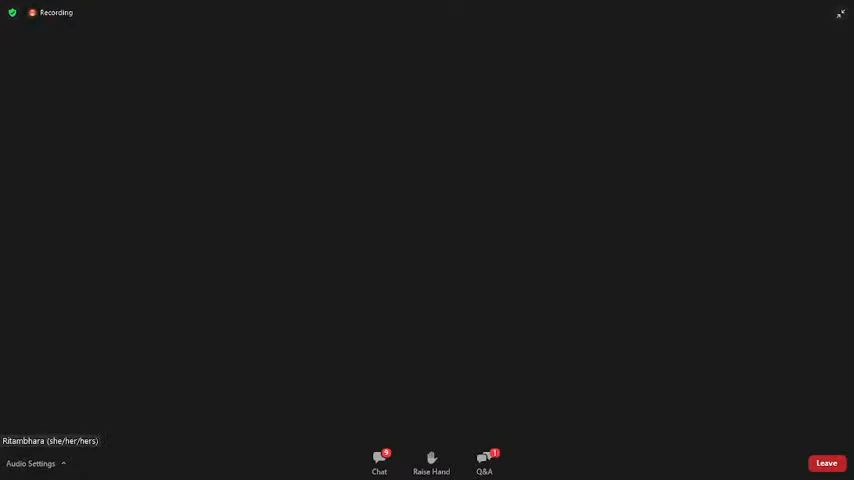 Recording
Ritambhara (she/her/hers)
Audio Settings
9
Chat
Raise Hand
1
Q&A
Leave